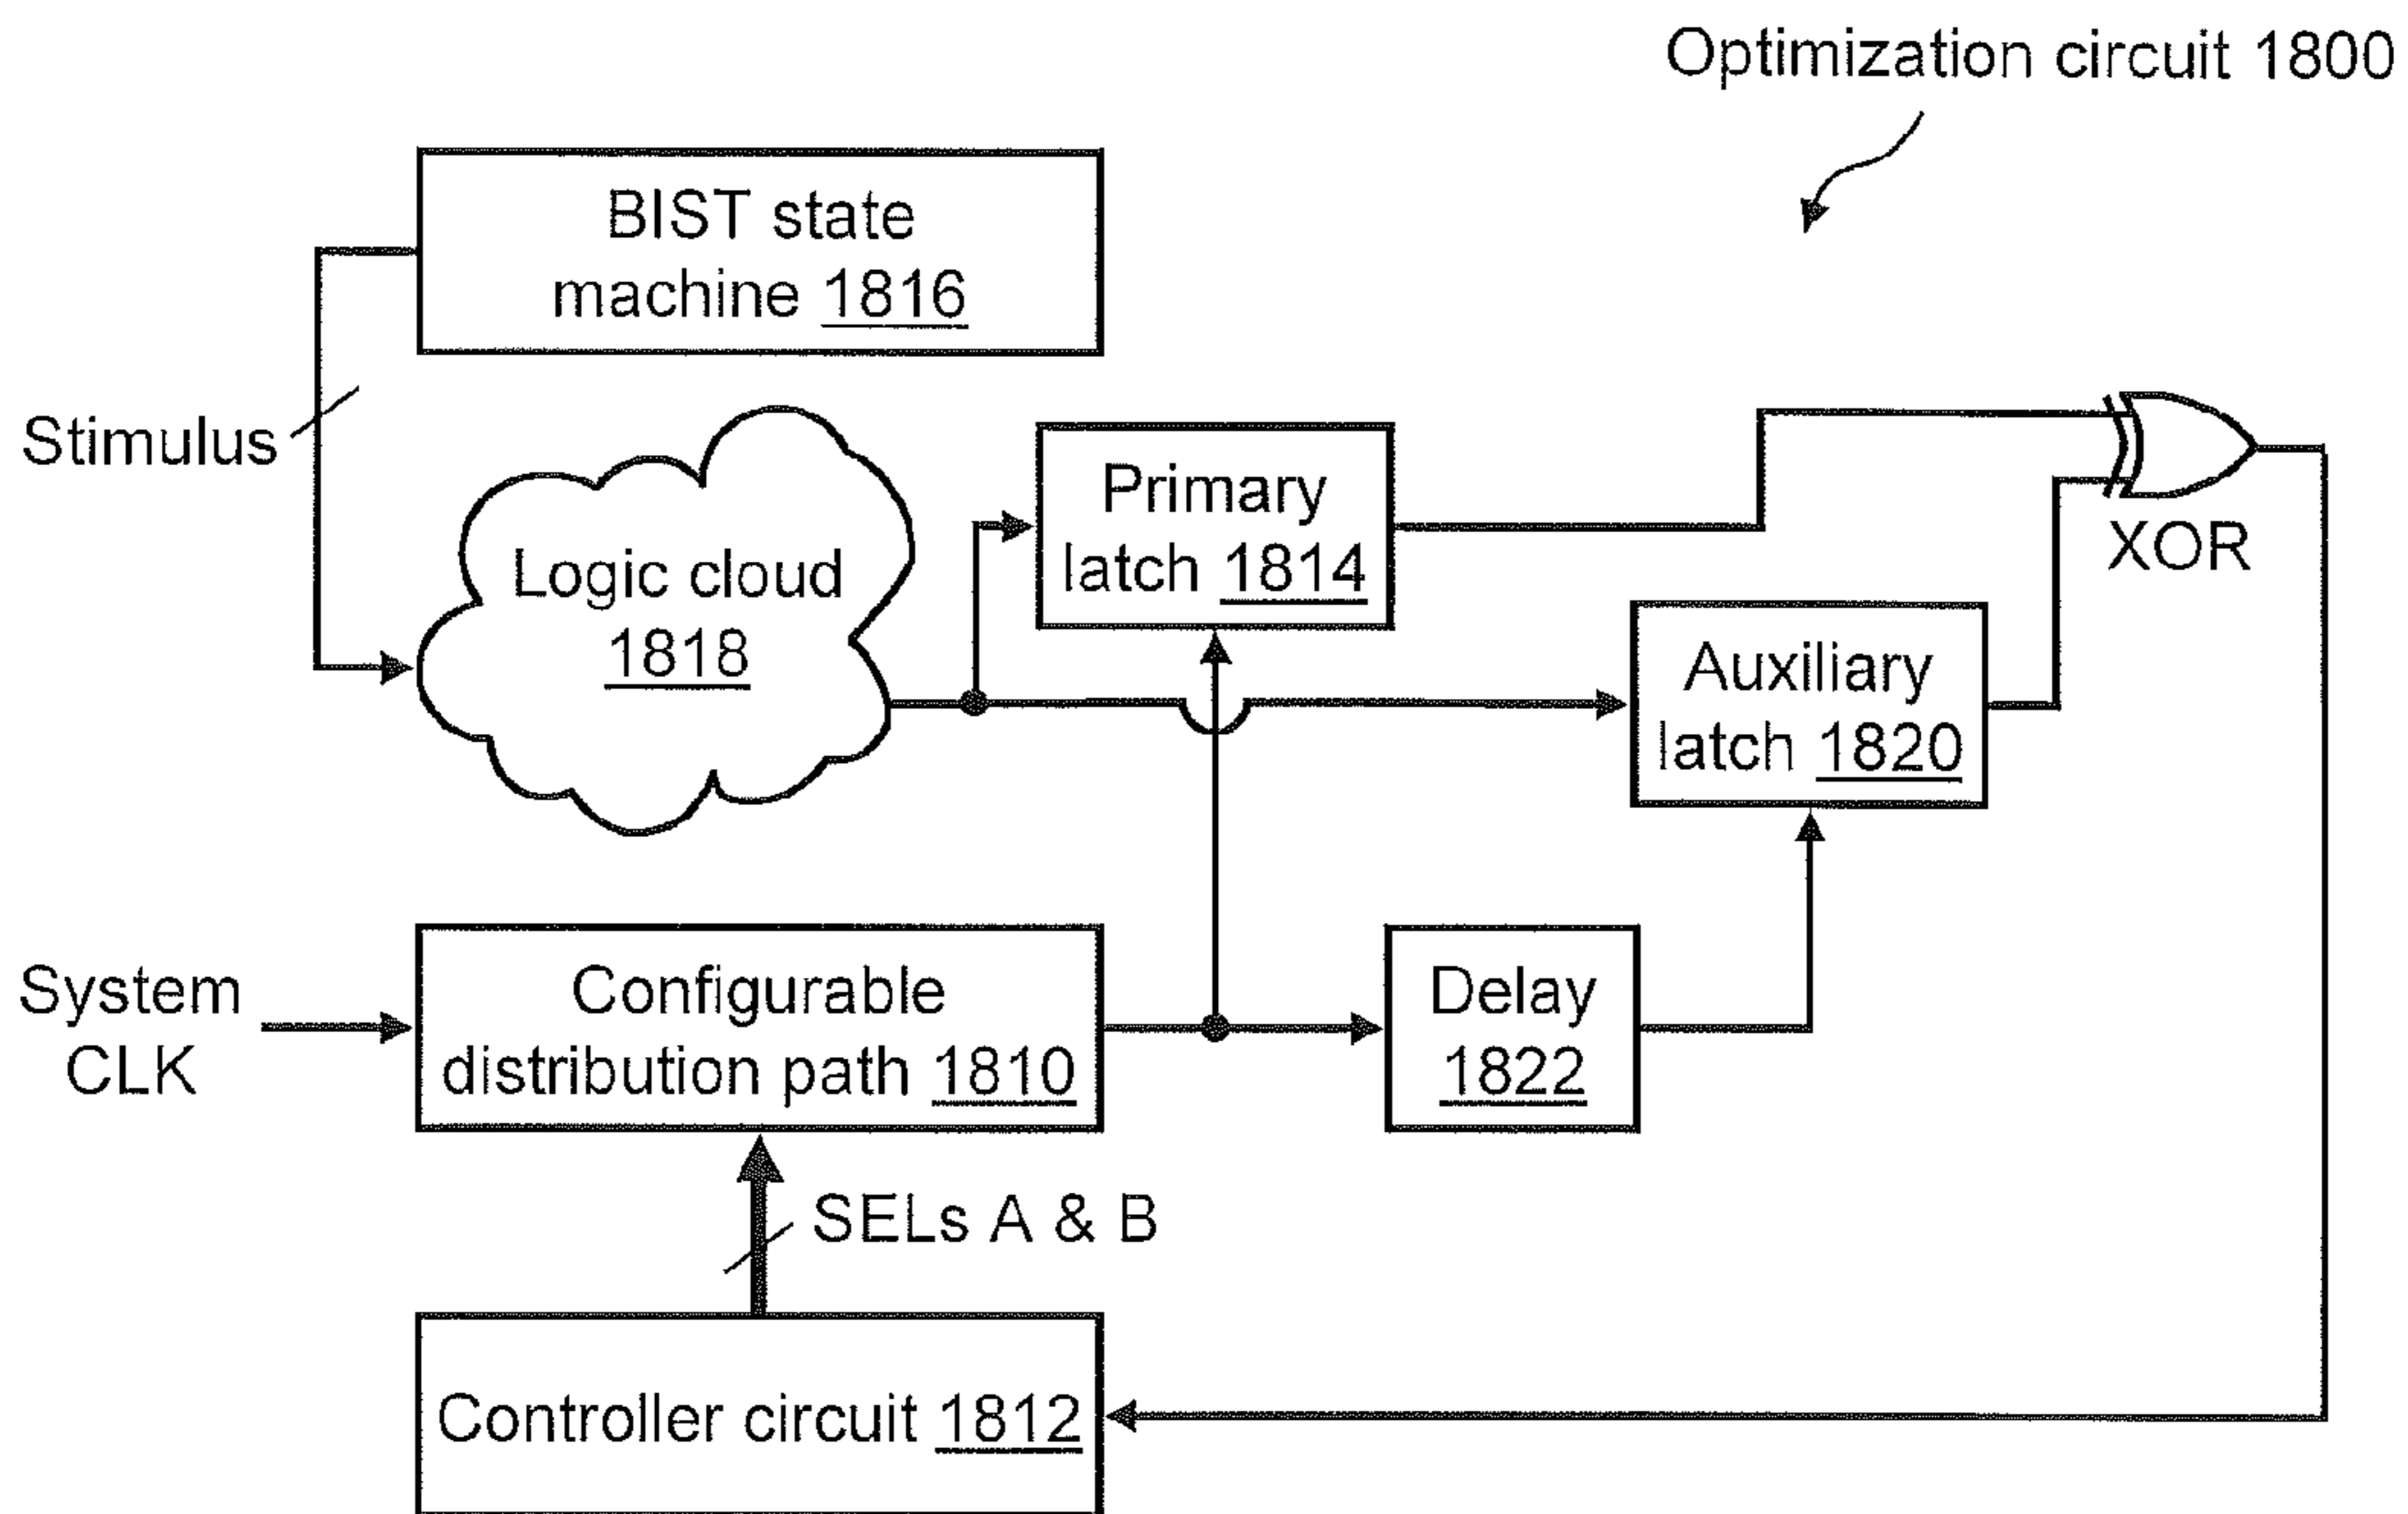 Optimization circuit 1800
BIST state
machine 1816
Stimulus
Logic cloud
1818
Primary
latch 1814
XOR
Auxiliary
latch 1820
System
CLK
Configurable
distribution path 1810
Delay
1822
SELs A & B
Controller circuit 1812